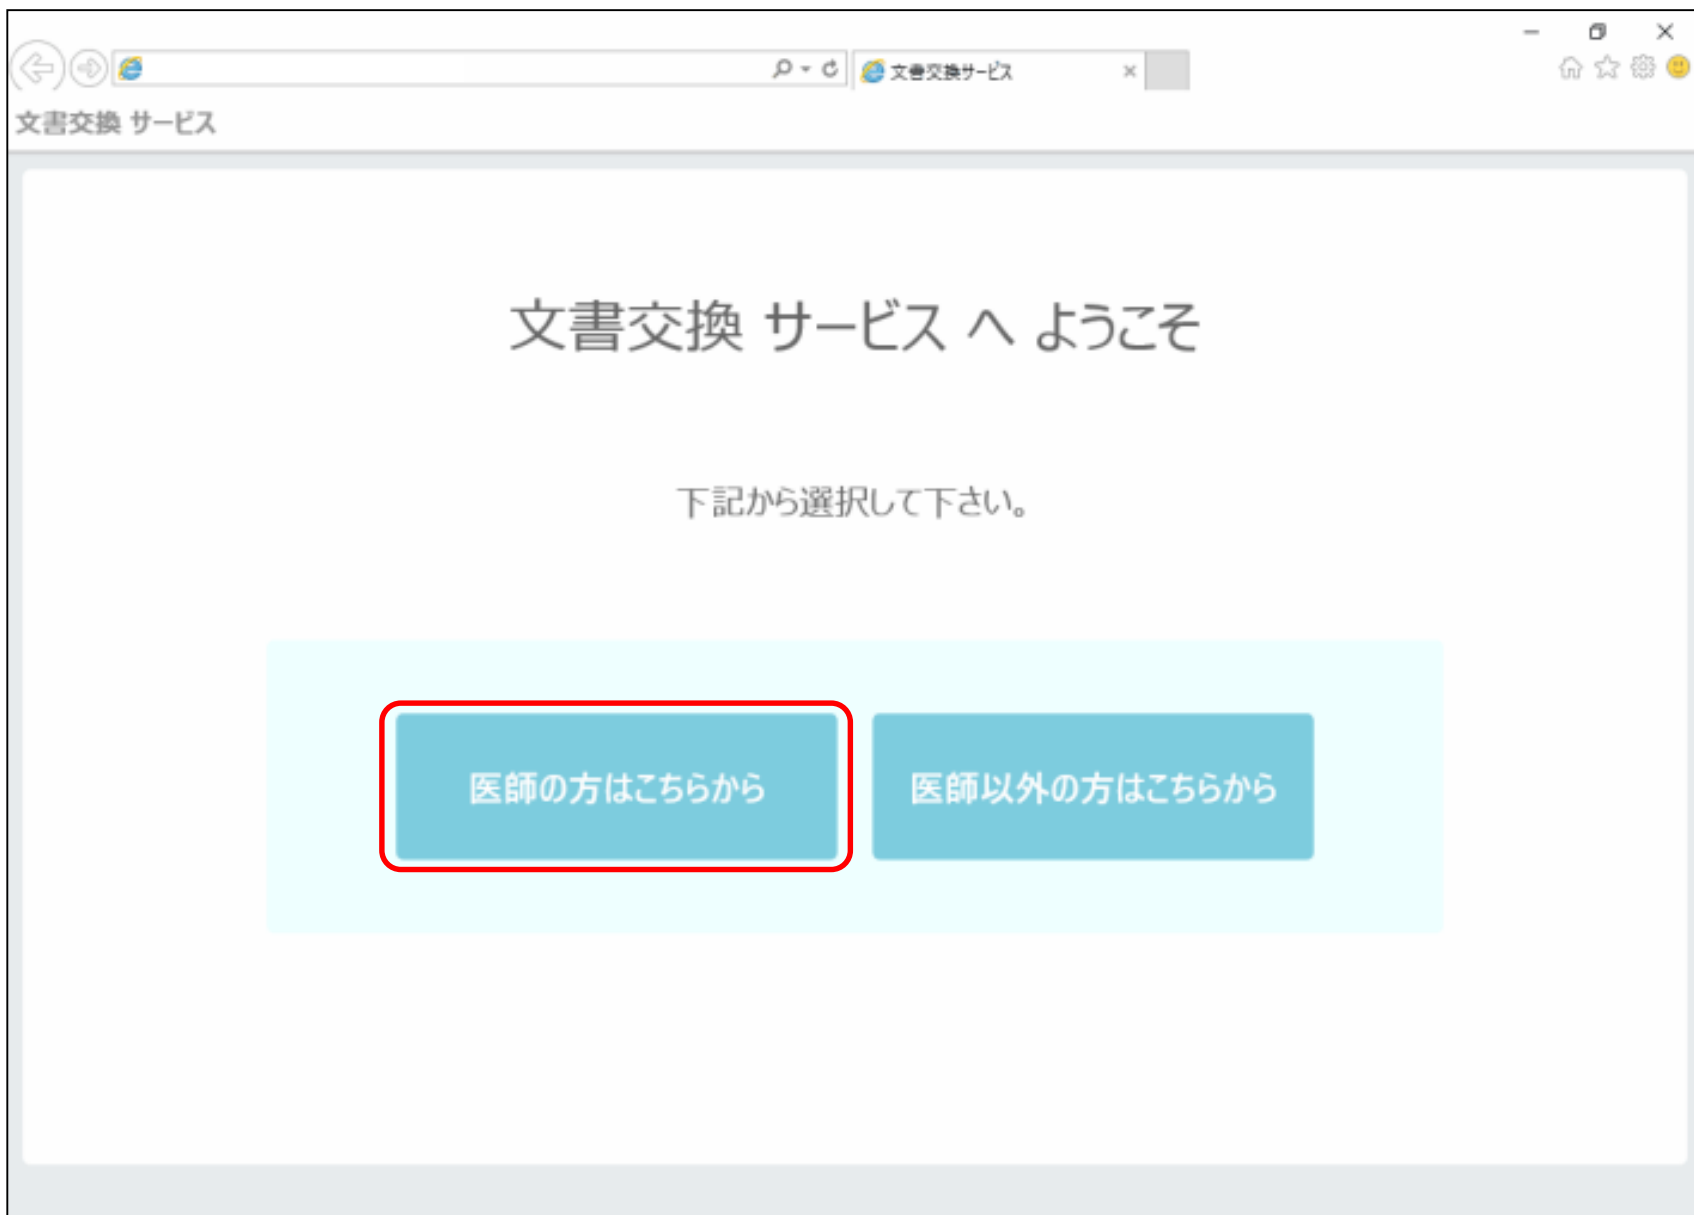 文書交換サービス
文書交換 サービス
文書交換 サービス へ ようこそ
下記から選択して下さい。
医師の方はこちらから
医師以外の方はこちらから